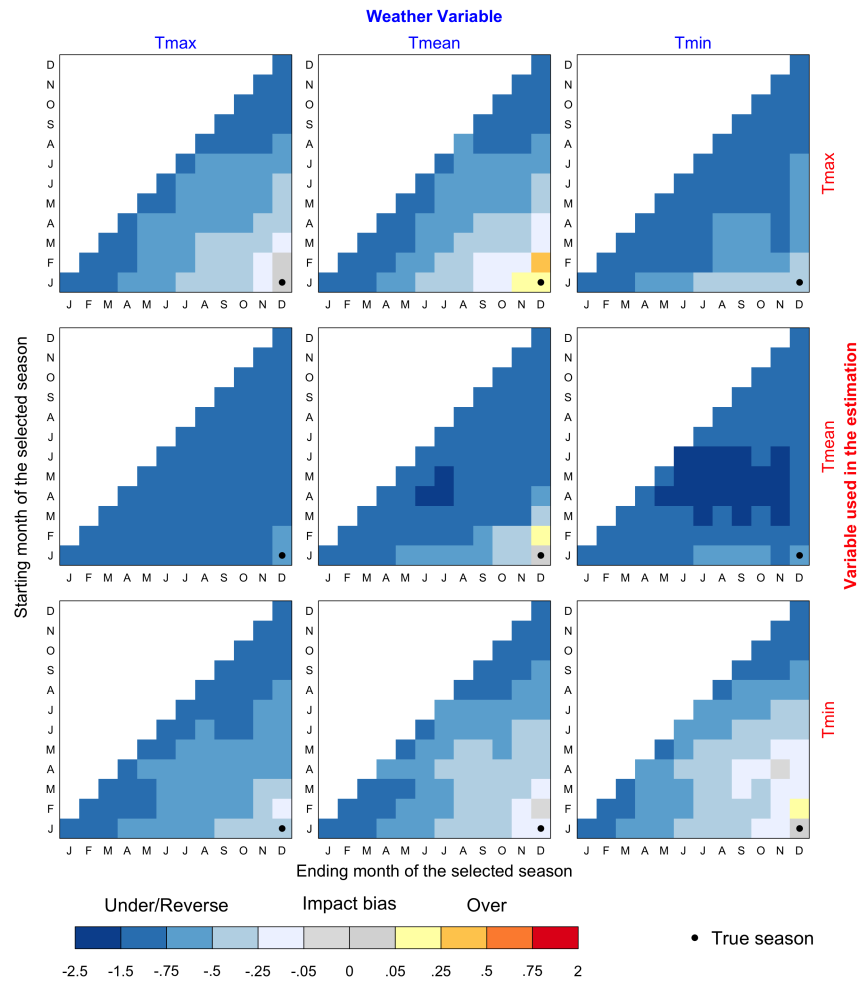 Weather Variable
Tmax Tmean Tmin
D D D
N N N
O O O
S S S
A A A
J J J
J J J
M M M
A A A
M M M
F F F
J J J
J F M A M J J A S O N D J F M A M J J A S O N D J F M A M J J A S O N D
Tmax
D D D
N N N
O O O
S S S
A A A
J J J
J J J
M M M
A A A
M M M
F F F
J J J
J F M A M J J A S O N D J F M A M J J A S O N D J F M A M J J A S O N D
Tmean
D D D
N N N
O O O
S S S
A A A
J J J
J J J
M M M
A A A
M M M
F F F
J J J
J F M A M J J A S O N D J F M A M J J A S O N D J F M A M J J A S O N D
Tmin
Starting month of the selected season
Variable used in the estimation
Ending month of the selected season
Under/Reverse Impact bias Over
-2.5 -1.5 -.75 -.5 -.25 -.05 0 .05 .25 .5 .75 2
True season